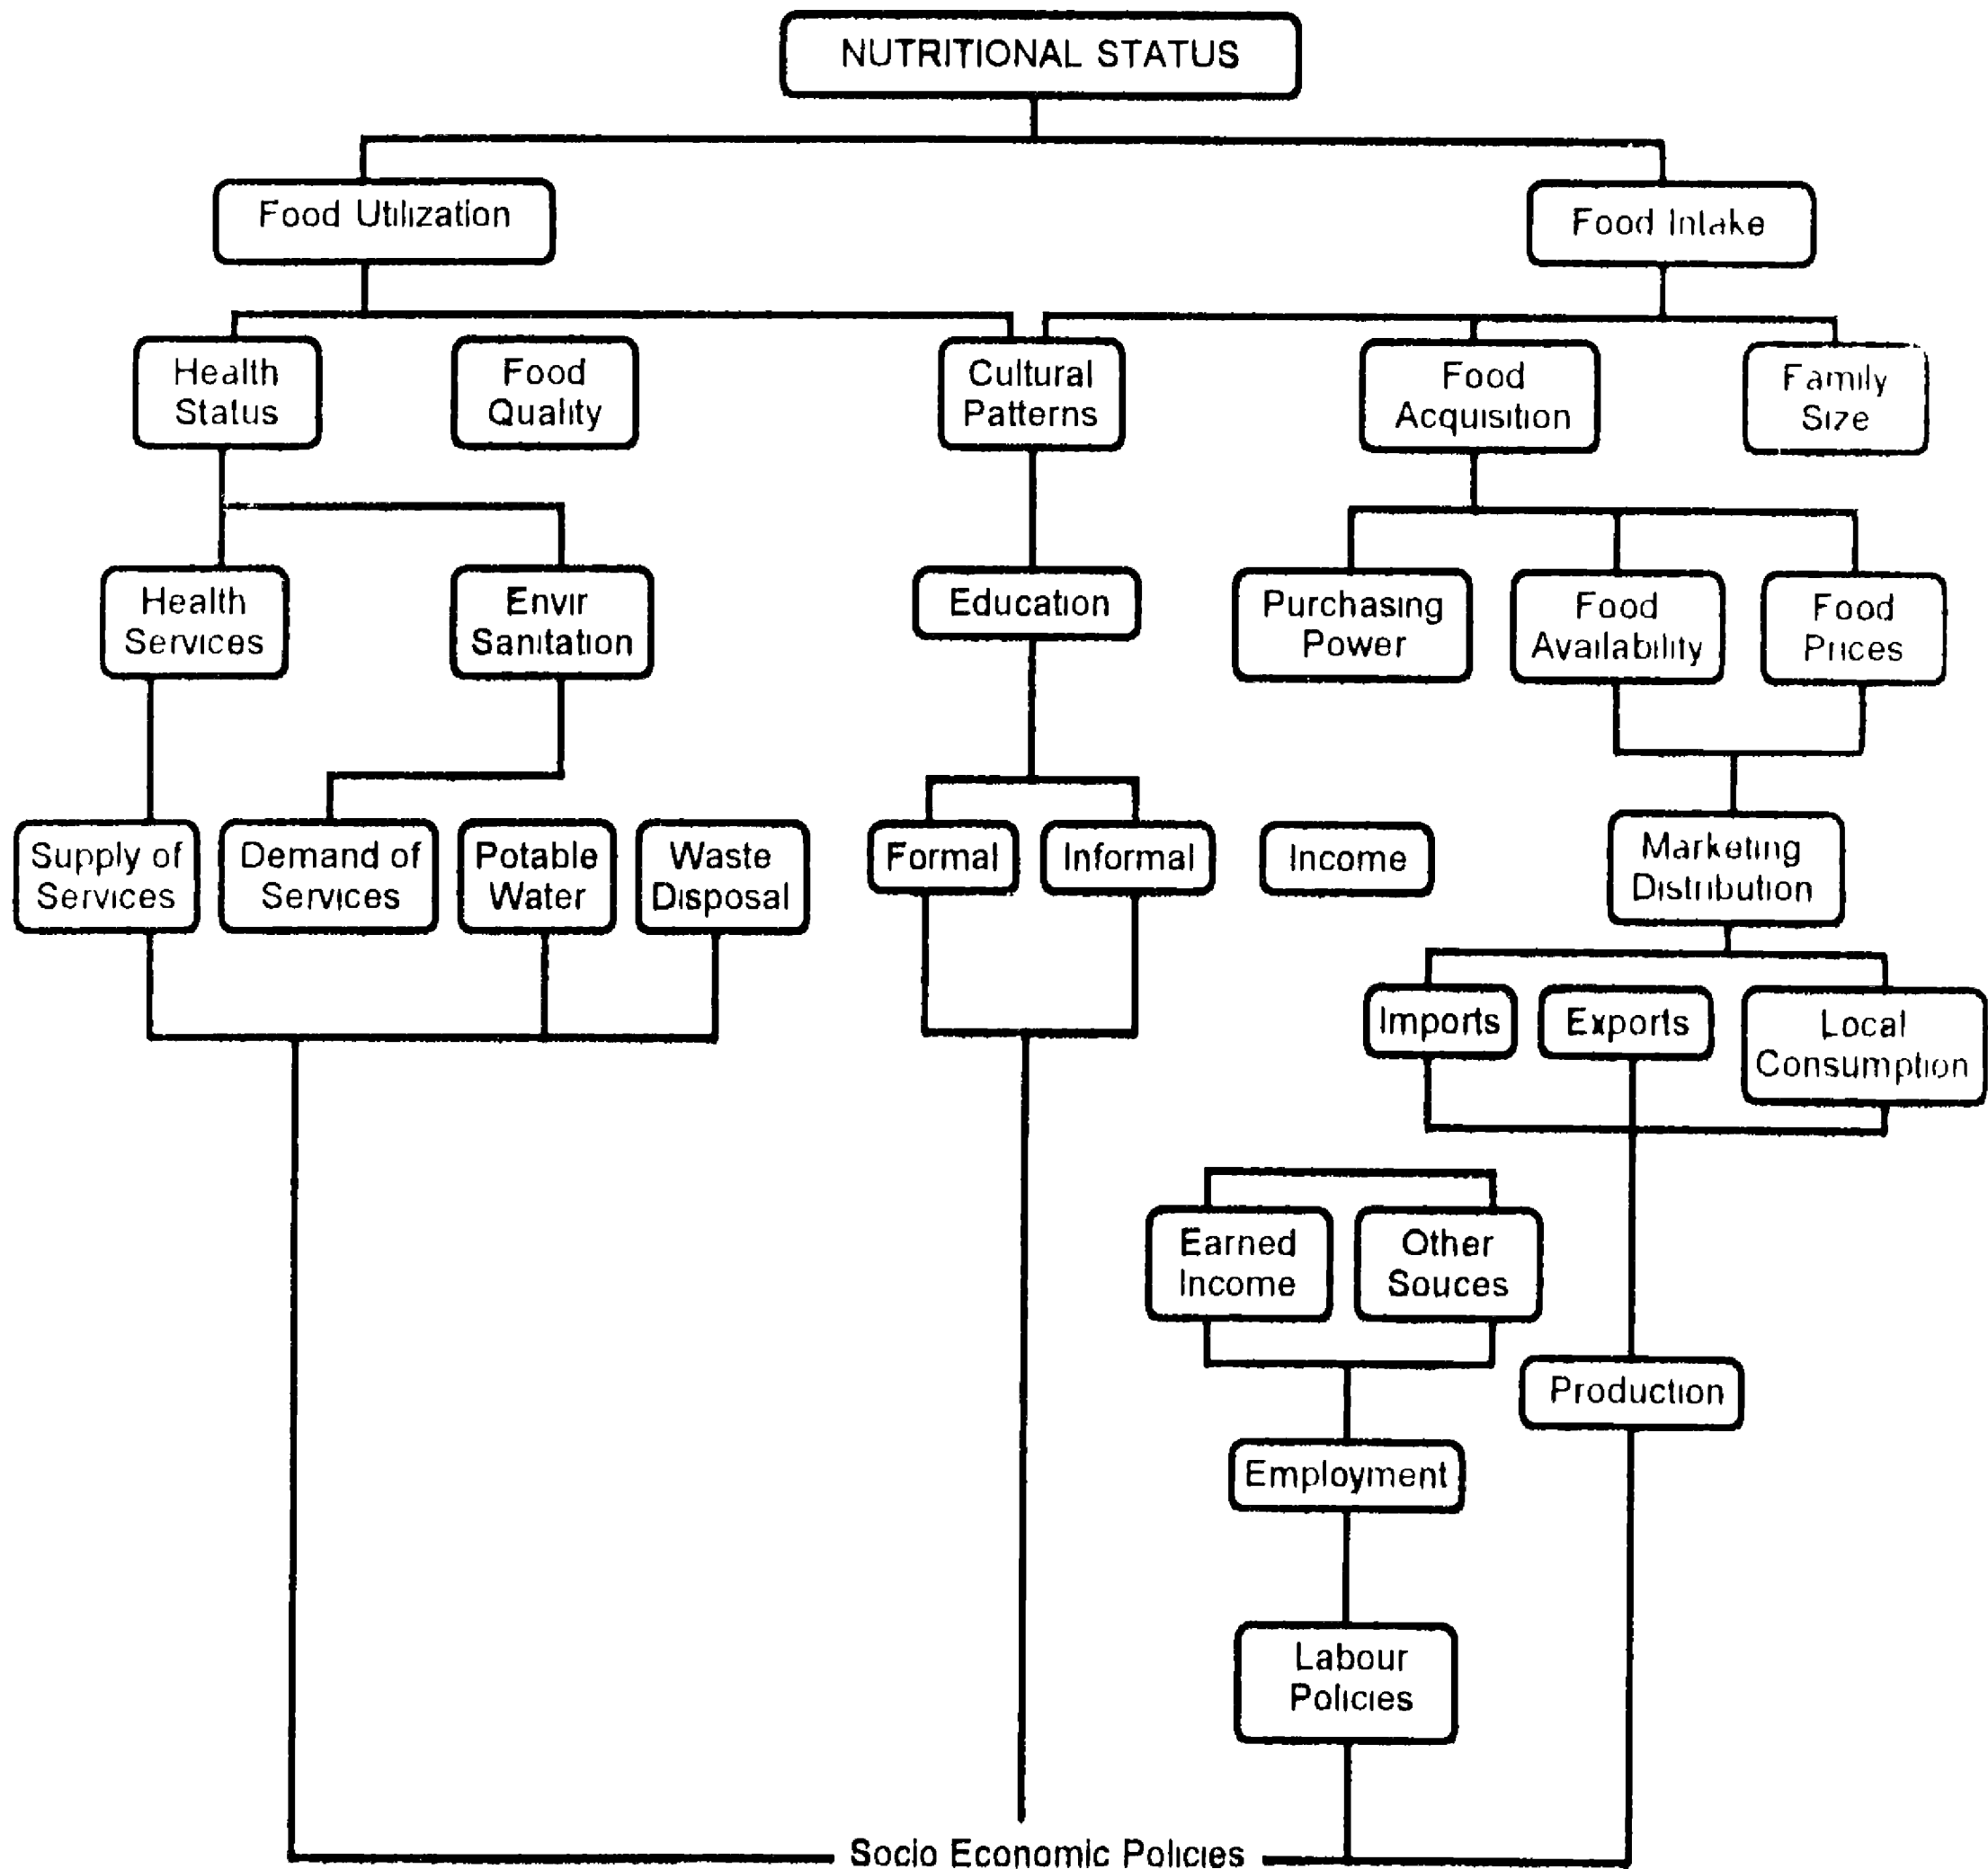 NUTRITIONAL STATUS
Food Utilization
Food Intake
Health
Status
Food
Quality
Cultural
Patterns
Food
Acquisition
Family
Size
Health
Services
Envir
Sanitation
Education
Purchasing
Power
Food
Availability
Food
Prices
Supply of
Services
Demand of
Services
Potable
Water
Waste
Disposal
Formal
Informal
Income
Marketing
Distribution
Imports
Exports
Local
Consumption
Earned
Income
Other
Souces
Production
Employment
Labour
Policies
Socio Economic Policies